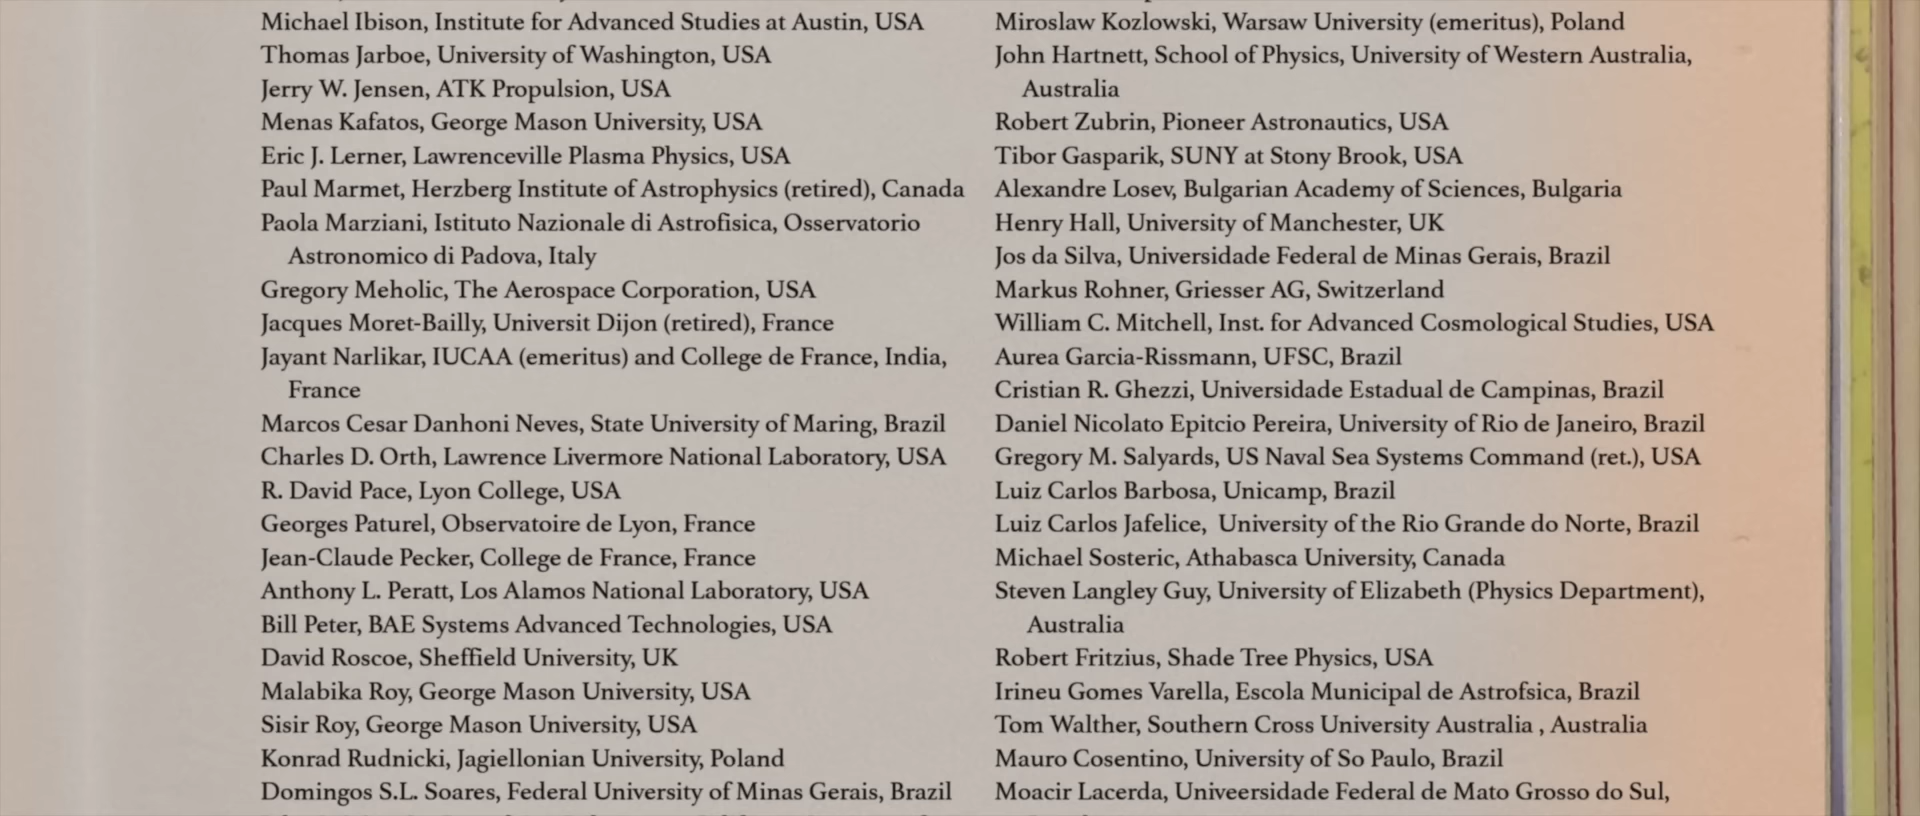 Michael Ibison, Institute for Advanced Studies at Austin, USA
Thomas Jarboe, University of Washington, USA
Jerry W. Jensen, ATK Propulsion, USA
Menas Kafatos, George Mason University, USA
Eric J. Lerner, Lawrenceville Plasma Physics, USA
Paul Marmet, Herzberg Institute of Astrophysics (retired), Canada
Paola Marziani, Istituto Nazionale di Astrofisica, Osservatorio
Astronomico di Padova, Italy
Gregory Meholic, The Aerospace Corporation, USA
Jacques Moret-Bailly, Universit Dijon (retired), France
Jayant Narlikar, IUCAA (emeritus) and College de France, India,
France
Marcos Cesar Danhoni Neves, State University of Maring, Brazil
Charles D. Orth, Lawrence Livermore National Laboratory, USA
R. David Pace, Lyon College, USA
Georges Paturel, Observatoire de Lyon, France
Jean-Claude Pecker, College de France, France
Anthony L. Peratt, Los Alamos National Laboratory, USA
Bill Peter, BAE Systems Advanced Technologies, USA
David Roscoe, Sheffield University, UK
Malabika Roy, George Mason University, USA
Sisir Roy, George Mason University, USA
Konrad Rudnicki, Jagiellonian University, Poland
Domingos S.L. Soares, Federal University of Minas Gerais, Brazil
Miroslaw Kozlowski, Warsaw University (emeritus), Poland
John Hartnett, School of Physics, University of Western Australia,
Australia
Robert Zubrin, Pioneer Astronautics, USA
Tibor Gasparik, SUNY at Stony Brook, USA
Alexandre Losev, Bulgarian Academy of Sciences, Bulgaria
Henry Hall, University of Manchester, UK
Jos da Silva, Universidade Federal de Minas Gerais, Brazil
Markus Rohner, Griesser AG, Switzerland
William C. Mitchell, Inst. for Advanced Cosmological Studies, USA
Aurea Garcia-Rissmann, UFSC, Brazil
Cristian R. Ghezzi, Universidade Estadual de Campinas, Brazil
Daniel Nicolato Epitcio Pereira, University of Rio de Janeiro, Brazil
Gregory M. Salyards, US Naval Sea Systems Command (ret.), USA
Luiz Carlos Barbosa, Unicamp, Brazil
Luiz Carlos Jafelice, University of the Rio Grande do Norte, Brazil
Michael Sosteric, Athabasca University, Canada
Steven Langley Guy, University of Elizabeth (Physics Department),
Australia
Robert Fritzius, Shade Tree Physics, USA
Irineu Gomes Varella, Escola Municipal de Astrofsica, Brazil
Tom Walther, Southern Cross University Australia , Australia
Mauro Cosentino, University of So Paulo, Brazil
Moacir Lacerda, Univeersidade Federal de Mato Grosso do Sul,